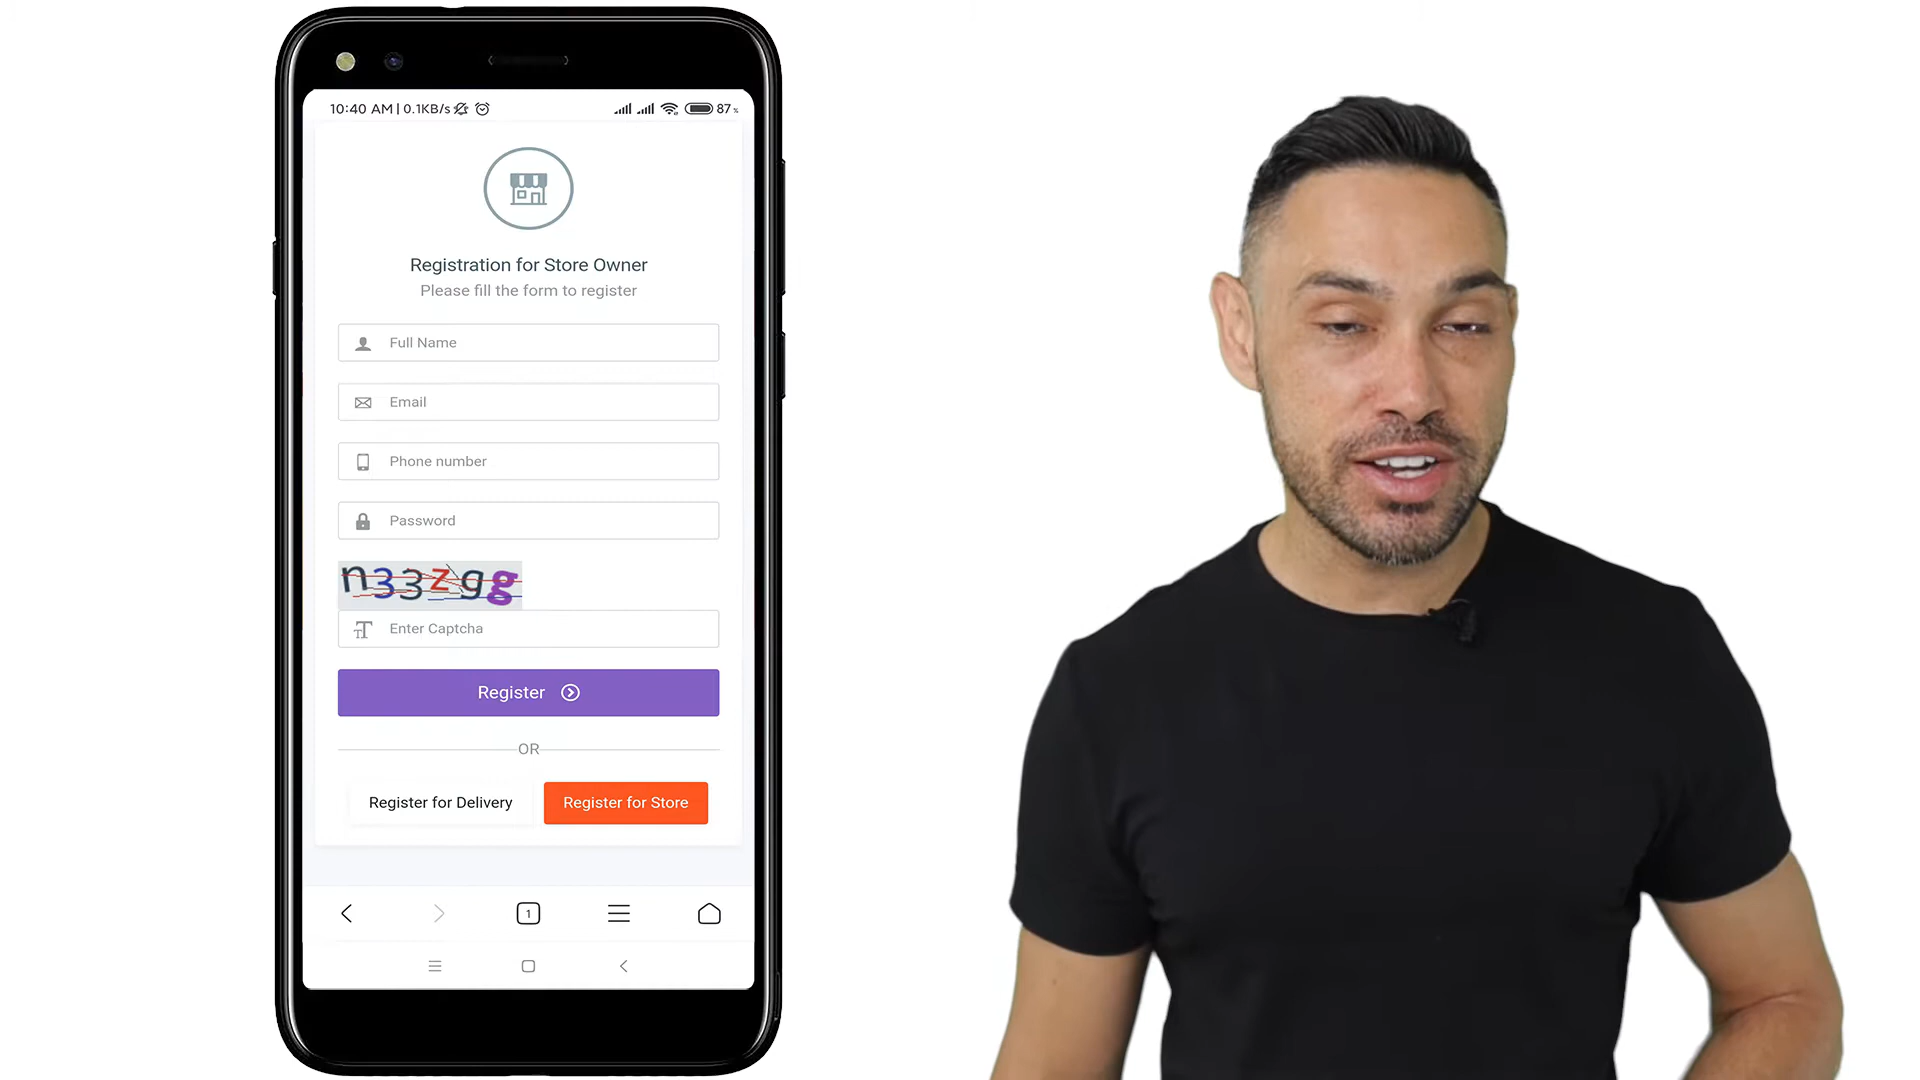 10:40 AM | 0.1KB/s 87%
Registration for Store Owner
Please fill the form to register
Full Name
Email
Phone number
Password
n33zgg
Enter Captcha
Register
OR
Register for Delivery
Register for Store
1